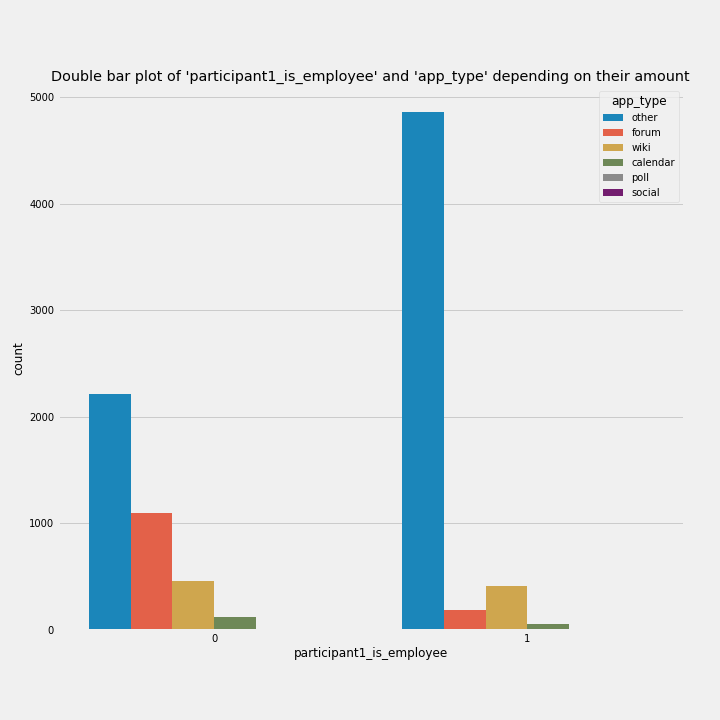 Double bar plot of 'participant1_is_employee' and 'app_type' depending on their amount
app_type
other
forum
wiki
calendar
poll
social
5000
4000
3000
2000
1000
0
count
0 1
participant1_is_employee